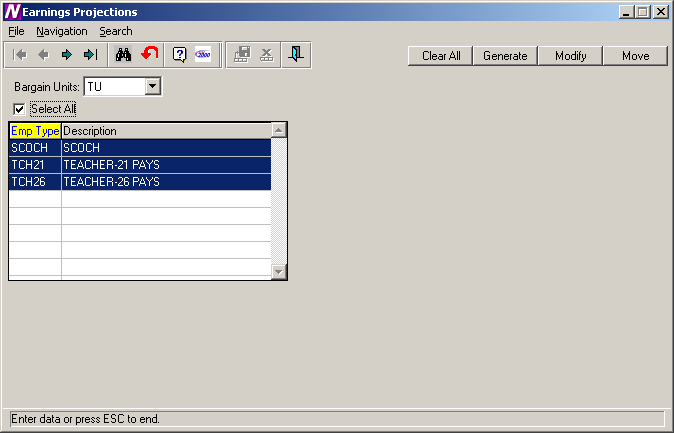 N Earnings Projections
File Navigation Search
? 2000
Clear All Generate Modify Move
Bargain Units: TU
Select All
Emp Type Description
SCOCH SCOCH
TCH21 TEACHER-21 PAYS
TCH26 TEACHER-26 PAYS
Enter data or press ESC to end.